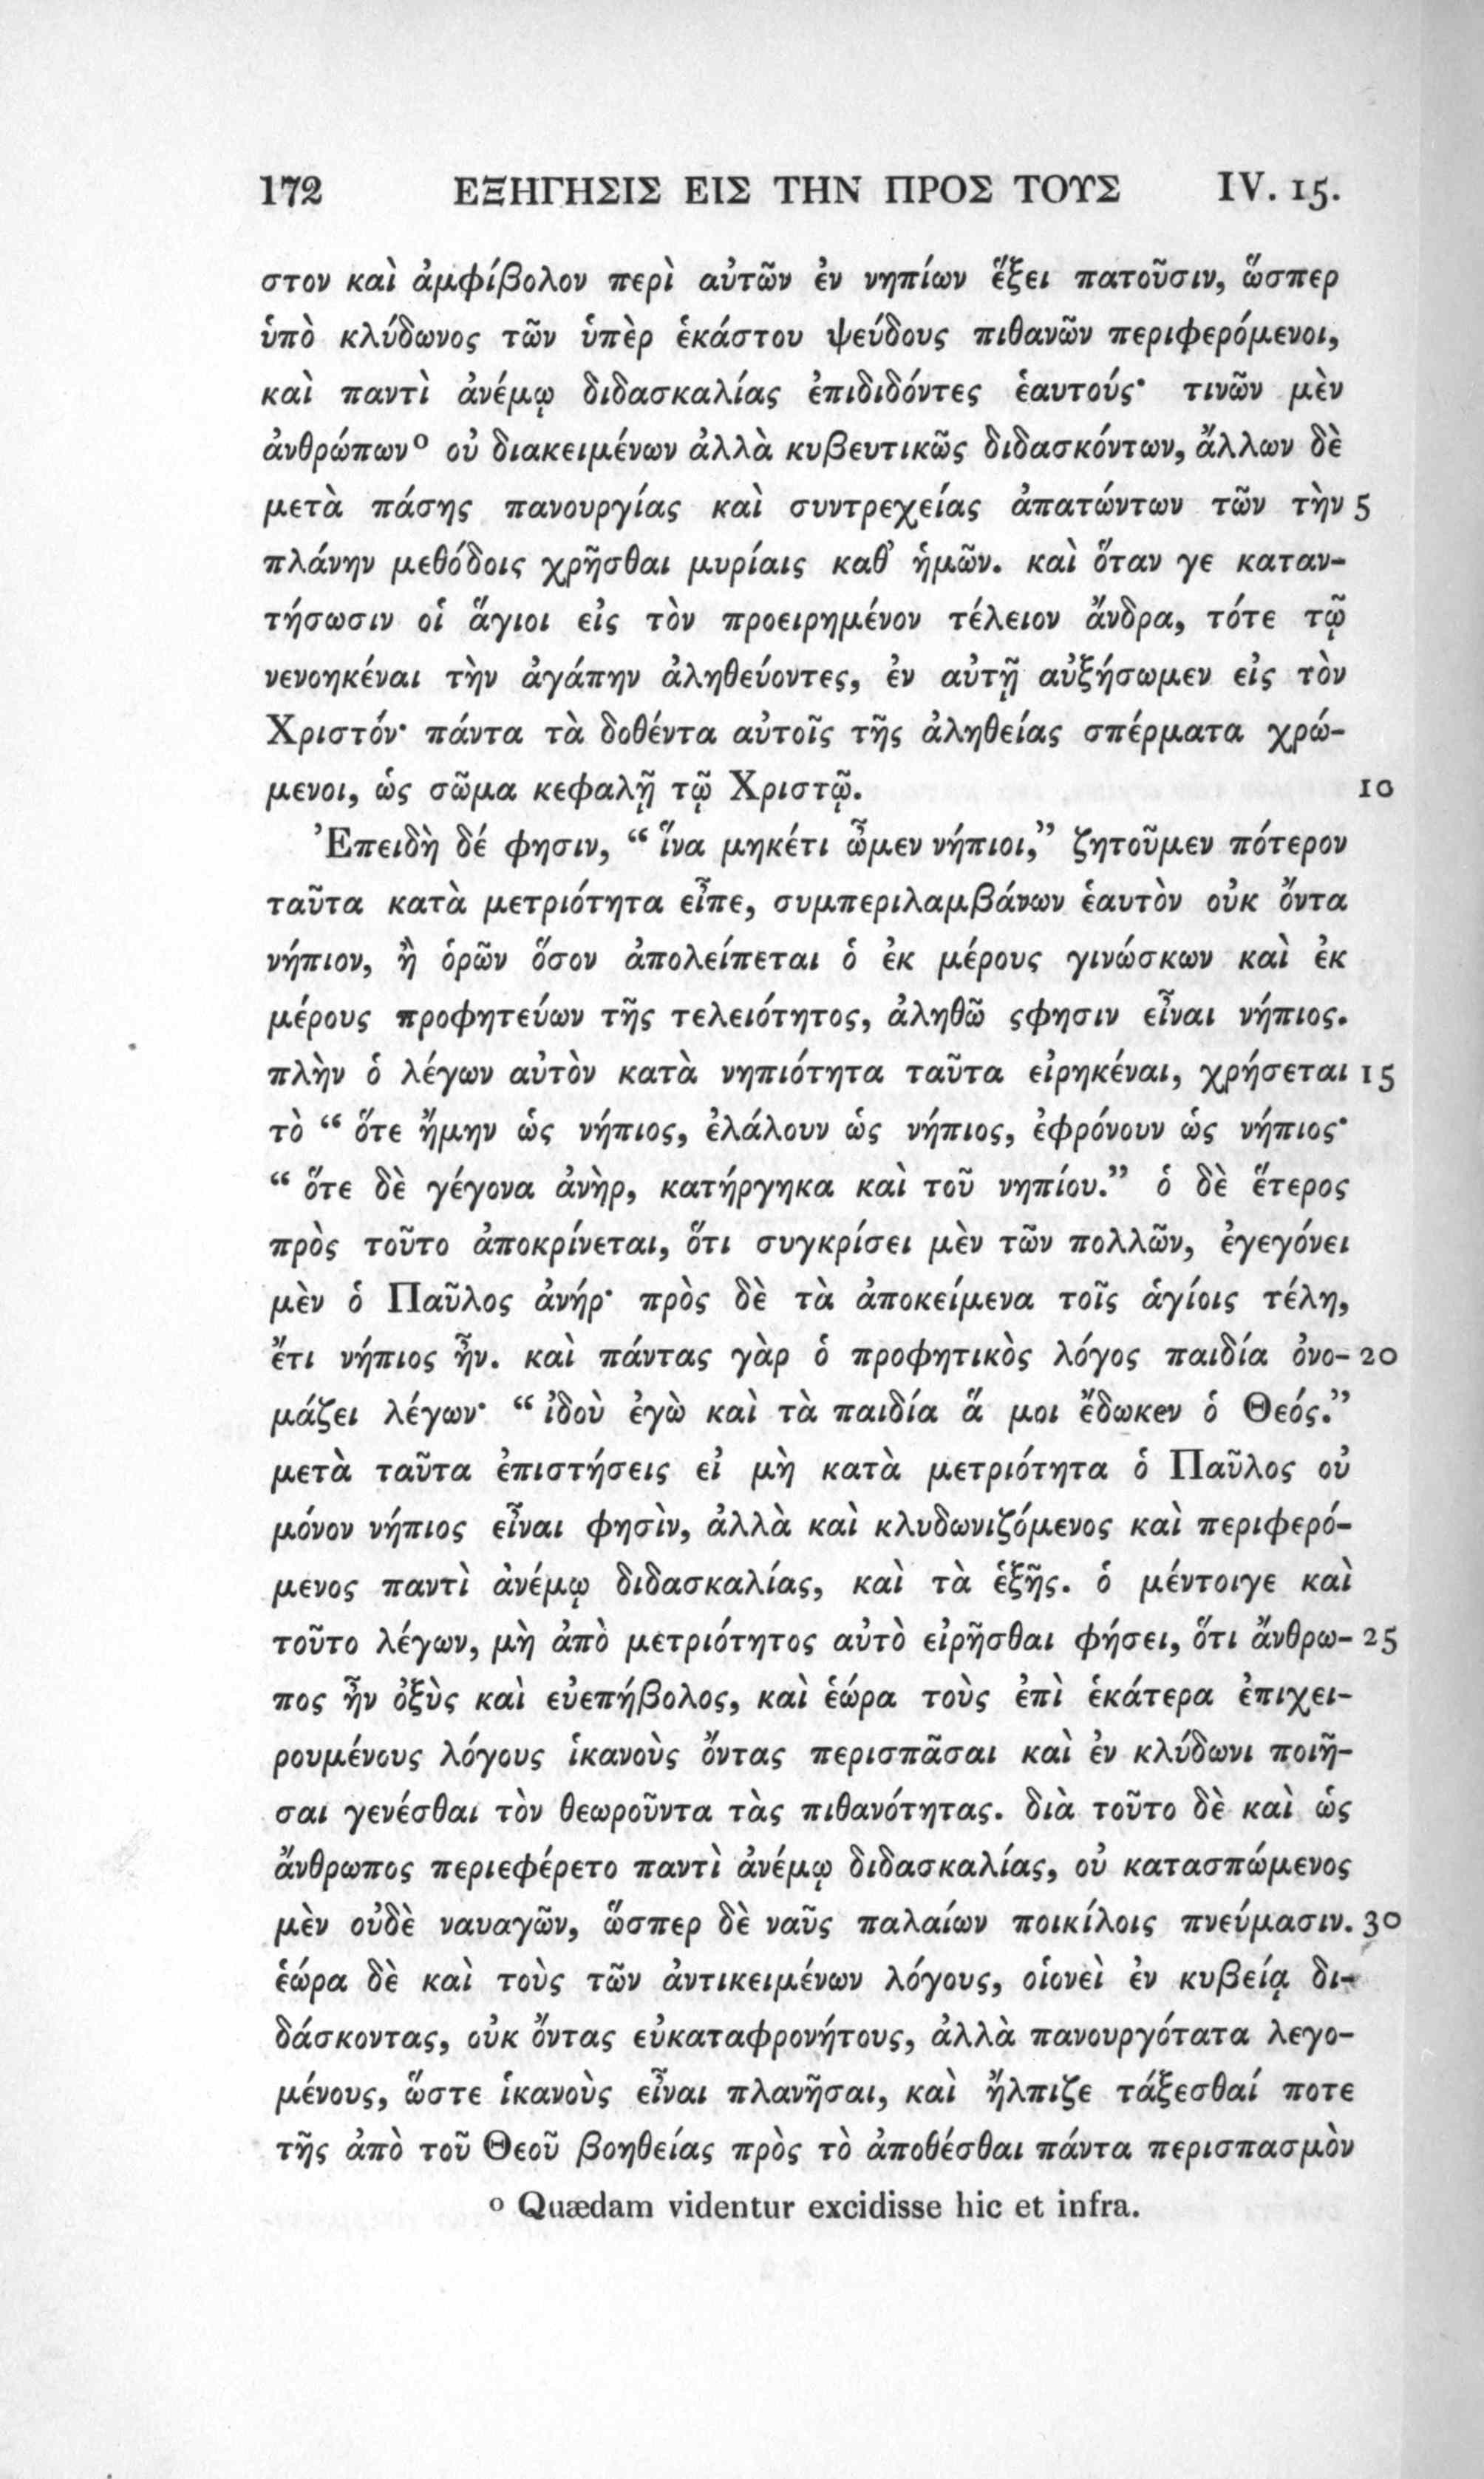 172 ΕΞΗΓΗΣΙΣ ΕΙΣ ΤΗΝ ΠΡΟΣ ΤΟΥΣ IV. 15.
στον καὶ ἀμφίβολον περὶ αὐτῶν ἐν νηπίων ἕξει πατοῦσιν, ὥσπερ
ὑπὸ κλύδωνος τῶν ὑπὲρ ἑκάστου ψεύδους πιθανῶν περιφερόμενοι,
καὶ παντὶ ἀνέμῳ διδασκαλίας ἐπιδιδόντες ἑαυτούς· τινῶν μὲν
ἀνθρώπων ο οὐ διακειμένων ἀλλὰ κυβευτικῶς διδασκόντων, ἄλλων δὲ
μετὰ πάσης πανουργίας καὶ συντρεχείας ἀπατώντων τῶν τὴν 5
πλάνην μεθόδοις χρῆσθαι μυρίαις καθ’ ἡμῶν. καὶ ὅταν γε καταν-
τήσωσιν οἱ ἅγιοι εἰς τὸν προειρημένον τέλειον ἄνδρα, τότε τῷ
νενοηκέναι τὴν ἀγάπην ἀληθεύοντες, ἐν αὐτῇ αὐξήσωμεν εἰς τὸν
Χριστόν· πάντα τὰ δοθέντα αὐτοῖς τῆς ἀληθείας σπέρματα χρώ-
μενοι, ὡς σῶμα κεφαλῇ τῷ Χριστῷ. 10
Ἐπειδὴ δέ φησιν, “ ἵνα μηκέτι ὦμεν νήπιοι,” ζητοῦμεν πότερον
ταῦτα κατὰ μετριότητα εἶπε, συμπεριλαμβάνων ἑαυτὸν οὐκ ὄντα
νήπιον, ἢ ὁρῶν ὅσον ἀπολείπεται ὁ ἐκ μέρους γινώσκων καὶ ἐκ
μέρους προφητεύων τῆς τελειότητος, ἀληθῶ ςφησιν εἶναι νήπιος.
πλὴν ὁ λέγων αὐτὸν κατὰ νηπιότητα ταῦτα εἰρηκέναι, χρήσεται 15
τὸ “ ὅτε ἤμην ὡς νήπιος, ἐλάλουν ὡς νήπιος, ἐφρόνουν ὡς νήπιος·
“ ὅτε δὲ γέγονα ἀνὴρ, κατήργηκα καὶ τοῦ νηπίου.” ὁ δὲ ἕτερος
πρὸς τοῦτο ἀποκρίνεται, ὅτι συγκρίσει μὲν τῶν πολλῶν, ἐγεγόνει
μὲν ὁ Παῦλος ἀνήρ· πρὸς δὲ τὰ ἀποκείμενα τοῖς ἁγίοις τέλη,
ἔτι νήπιος ἦν. καὶ πάντας γὰρ ὁ προφητικὸς λόγος παιδία ὀνο- 20
μάζει λέγων· “ ἰδοὺ ἐγὼ καὶ τὰ παιδία ἅ μοι ἔδωκεν ὁ Θεός.”
μετὰ ταῦτα ἐπιστήσεις εἰ μὴ κατὰ μετριότητα ὁ Παῦλος οὐ
μόνον νήπιος εἶναι φησὶν, ἀλλὰ καὶ κλυδωνιζόμενος καὶ περιφερό-
μενος παντὶ ἀνέμῳ διδασκαλίας, καὶ τὰ ἑξῆς. ὁ μέντοιγε καὶ
τοῦτο λέγων, μὴ ἀπὸ μετριότητος αὐτὸ εἰρῆσθαι φήσει, ὅτι ἄνθρω- 25
πος ἦν ὀξὺς καὶ εὐεπήβολος, καὶ ἑώρα τοὺς ἐπὶ ἑκάτερα ἐπιχει-
ρουμένους λόγους ἱκανοὺς ὄντας περισπᾶσαι καὶ ἐν κλύδωνι ποιῆ-
σαι γενέσθαι τὸν θεωροῦντα τὰς πιθανότητας. διὰ τοῦτο δὲ καὶ ὡς
ἄνθρωπος περιεφέρετο παντὶ ἀνέμῳ διδασκαλίας, οὐ κατασπώμενος
μὲν οὐδὲ ναυαγῶν, ὥσπερ δὲ ναῦς παλαίων ποικίλοις πνεύμασιν. 30
ἑώρα δὲ καὶ τοὺς τῶν ἀντικειμένων λόγους, οἱονεὶ ἐν κυβείᾳ δι-
δάσκοντας, οὐκ ὄντας εὐκαταφρονήτους, ἀλλὰ πανουργότατα λεγο-
μένους, ὥστε ἱκανοὺς εἶναι πλανῆσαι, καὶ ἤλπιζε τάξεσθαί ποτε
τῆς ἀπὸ τοῦ Θεοῦ βοηθείας πρὸς τὸ ἀποθέσθαι πάντα περισπασμὸν
o Quædam videntur excidisse hic et infra.